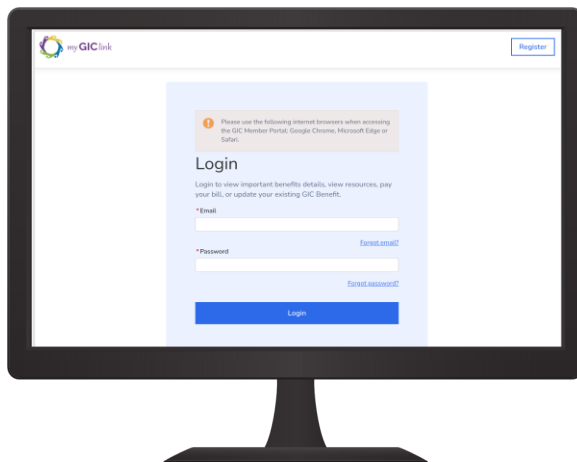 my GIClink
Register
Please use the following internet browsers when accessing
the GIC Member Portal: Google Chrome, Microsoft Edge or
Safari.
Login
Login to view important benefits details, view resources, pay
your bill, or update your existing GIC Benefit.
*Email
Forgot email?
*Password
Forgot password?
Login